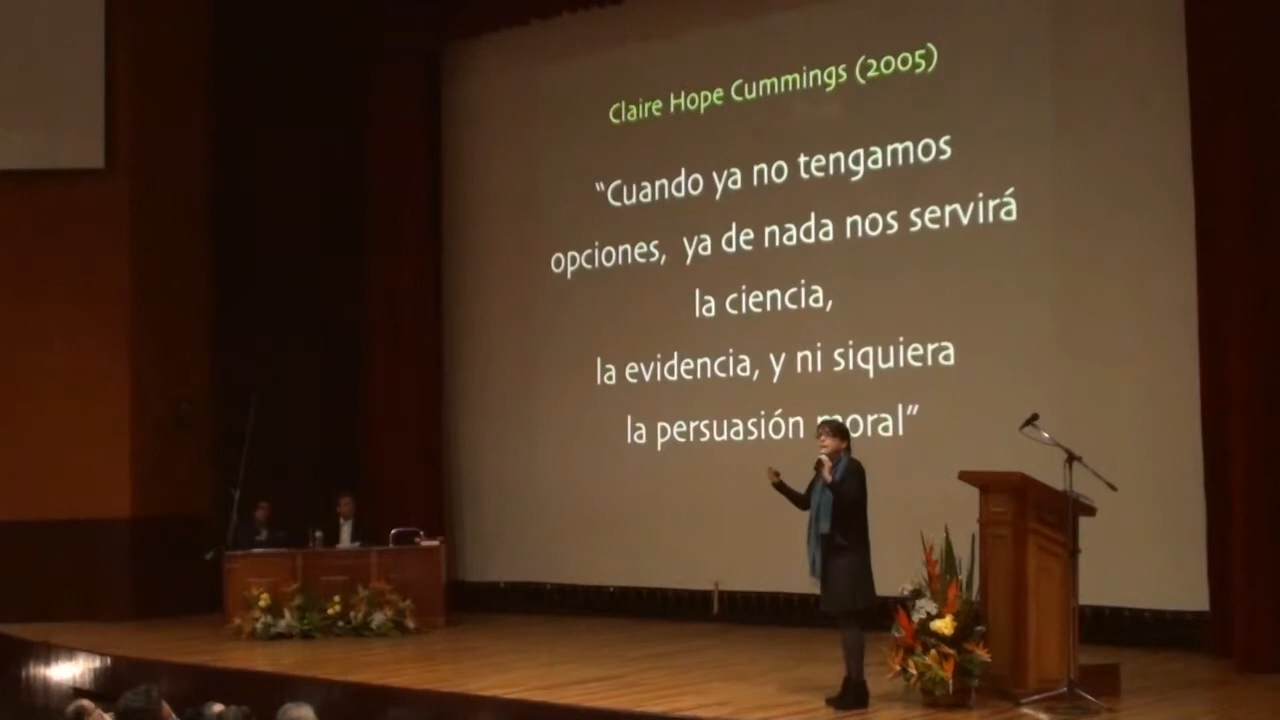 Claire Hope Cummings (2005)
“Cuando ya no tengamos
opciones, ya de nada nos servirá
la ciencia,
la evidencia, y ni siquiera
la persuasión moral”